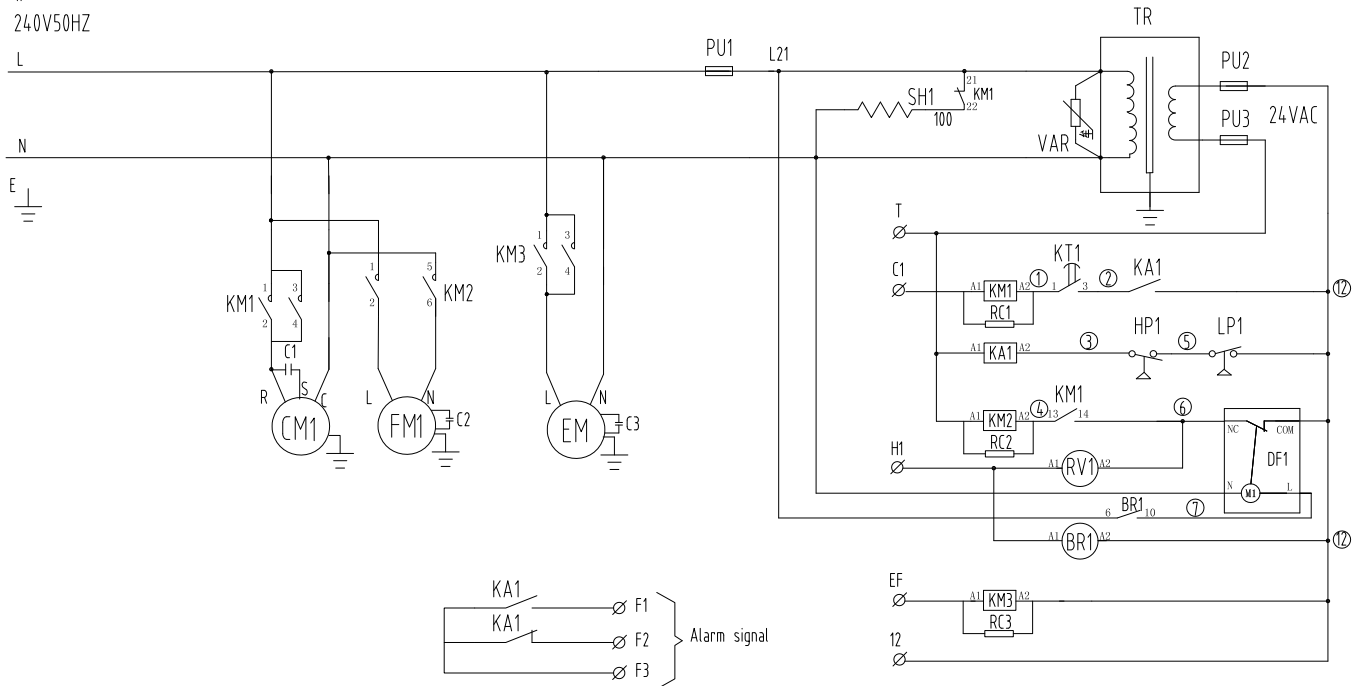 240V50HZ
TR
L
PU1
L21
PU2
21
KM1
22
SH1
100
24VAC
PU3
VAR
N
E
T
KM3
1
3
2
4
1
5
KM2
2
6
KM1
1
3
2
4
C1
KT1
KA1
A1 KM1 A2 ① 1 3 ② ⑫
RC1
HP1
LP1
A1 KA1 A2 ③ ⑤
C1
R
S
C
L
N
L
N
CM1
FM1
C2
EM
C3
KM1
A1 KM2 A2 ④ 13 14 ⑥
RC2
NC
COM
DF1
H1
A1 RV1 A2
N
M1
L
6 BR1 10 ⑦
A1 BR1 A2 ⑫
EF
A1 KM3 A2
RC3
12
KA1
F1
KA1
F2
Alarm signal
F3